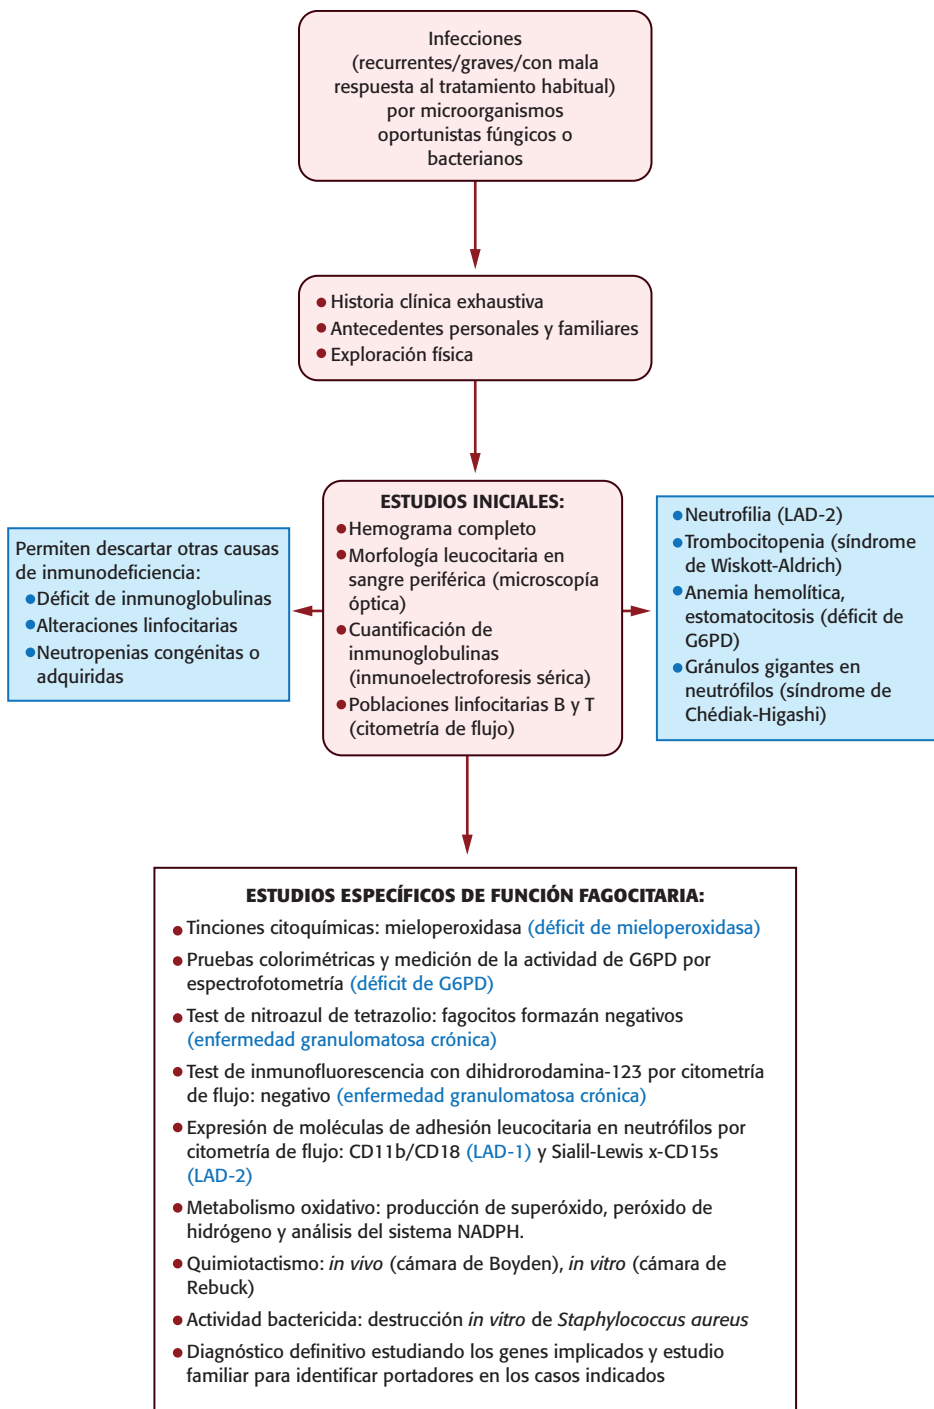 Infecciones
(recurrentes/graves/con mala
respuesta al tratamiento habitual)
por microorganismos
oportunistas fúngicos o
bacterianos
● Historia clínica exhaustiva
● Antecedentes personales y familiares
● Exploración física
ESTUDIOS INICIALES:
● Hemograma completo
● Morfología leucocitaria en
sangre periférica (microscopía
óptica)
● Cuantificación de
inmunoglobulinas
(inmunoelectroforesis sérica)
● Poblaciones linfocitarias B y T
(citometría de flujo)
Permiten descartar otras causas
de inmunodeficiencia:
● Déficit de inmunoglobulinas
● Alteraciones linfocitarias
● Neutropenias congénitas o
adquiridas
● Neutrofilia (LAD-2)
● Trombocitopenia (síndrome
de Wiskott-Aldrich)
● Anemia hemolítica,
estomatocitosis (déficit de
G6PD)
● Gránulos gigantes en
neutrófilos (síndrome de
Chédiak-Higashi)
ESTUDIOS ESPECÍFICOS DE FUNCIÓN FAGOCITARIA:
● Tinciones citoquímicas: mieloperoxidasa (déficit de mieloperoxidasa)
● Pruebas colorimétricas y medición de la actividad de G6PD por
espectrofotometría (déficit de G6PD)
● Test de nitroazul de tetrazolio: fagocitos formazán negativos
(enfermedad granulomatosa crónica)
● Test de inmunofluorescencia con dihidrorodamina-123 por citometría
de flujo: negativo (enfermedad granulomatosa crónica)
● Expresión de moléculas de adhesión leucocitaria en neutrófilos por
citometría de flujo: CD11b/CD18 (LAD-1) y Sialil-Lewis x-CD15s
(LAD-2)
● Metabolismo oxidativo: producción de superóxido, peróxido de
hidrógeno y análisis del sistema NADPH.
● Quimiotactismo: in vivo (cámara de Boyden), in vitro (cámara de
Rebuck)
● Actividad bactericida: destrucción in vitro de Staphylococcus aureus
● Diagnóstico definitivo estudiando los genes implicados y estudio
familiar para identificar portadores en los casos indicados